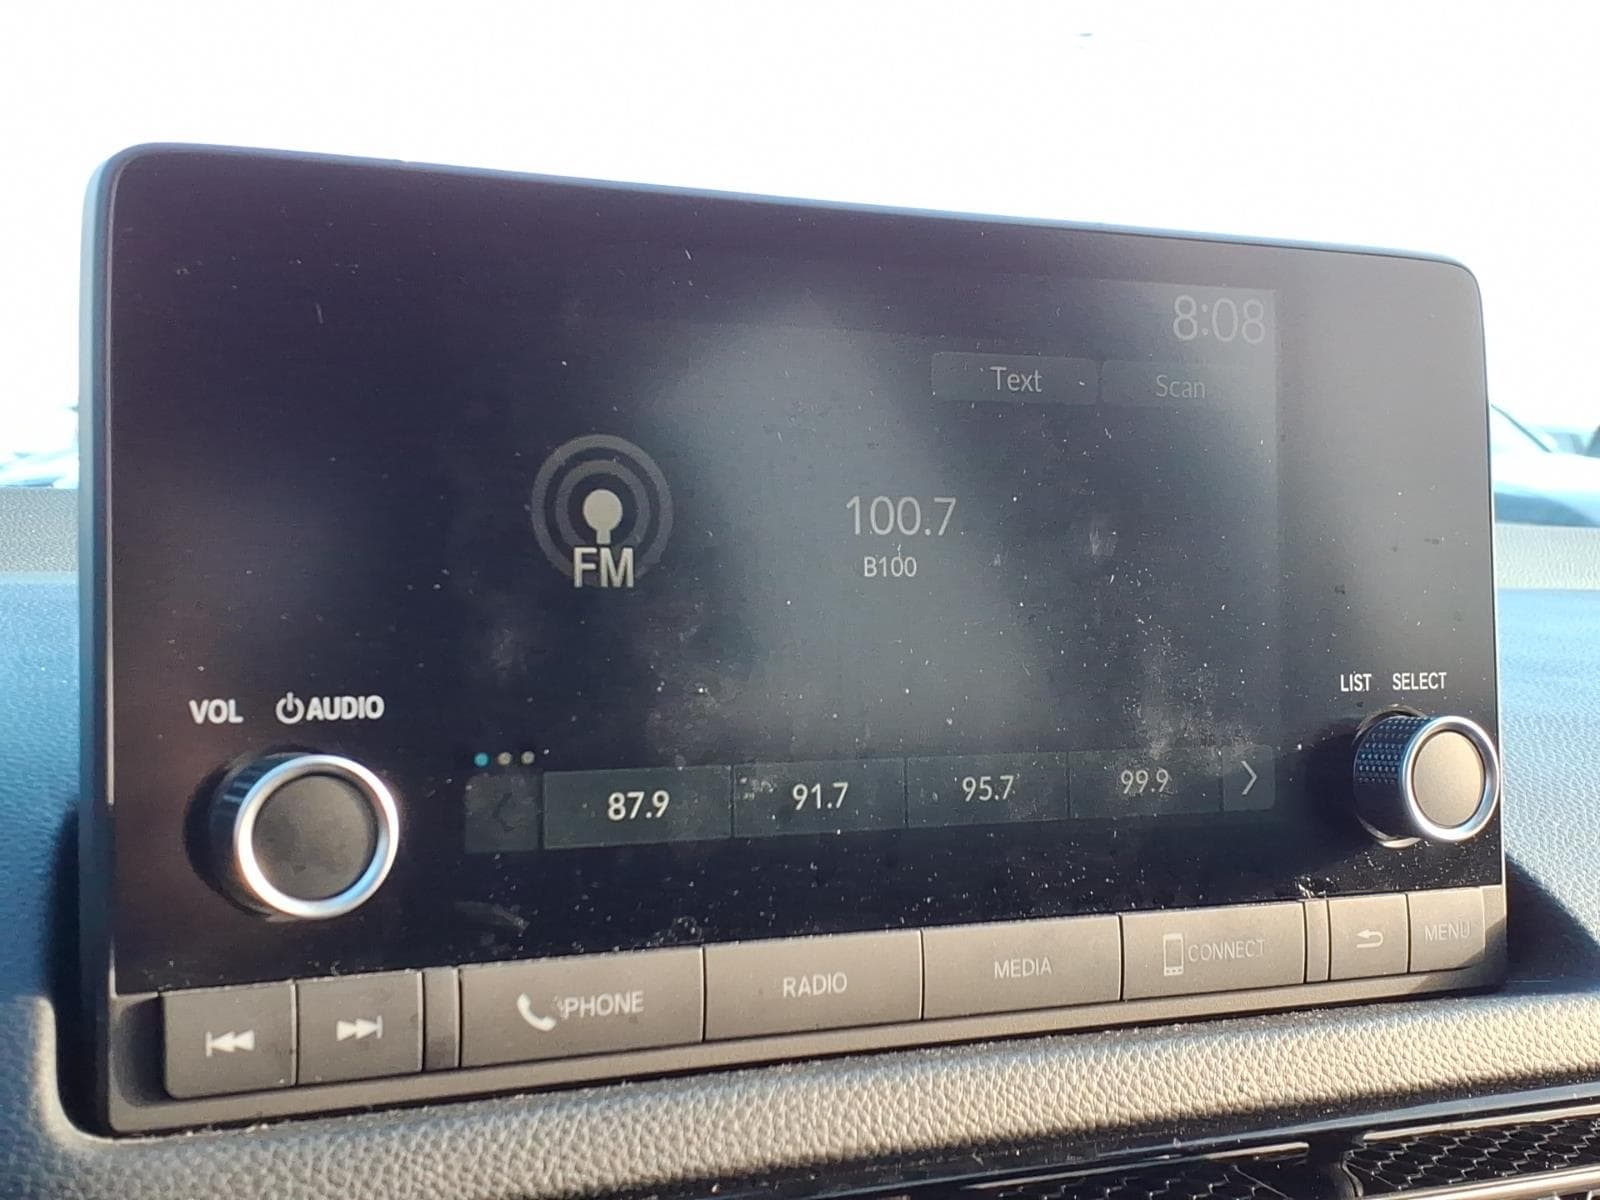 8:08
Text Scan
FM
100.7
B100
VOL AUDIO
LIST SELECT
87.9 91.7 95.7 99.9
PHONE RADIO MEDIA CONNECT MENU